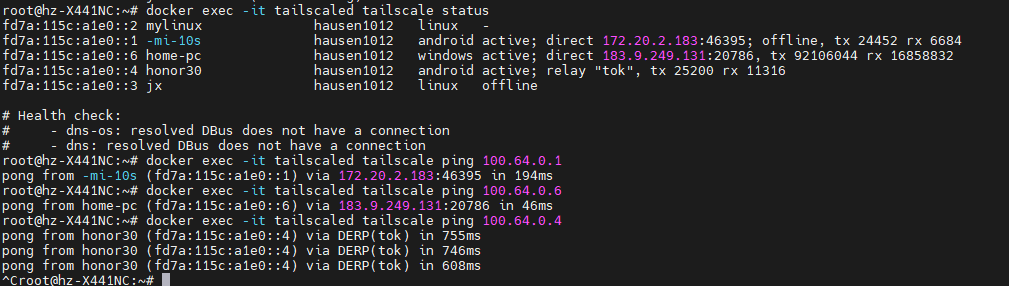 root@hz-X441NC:~# docker exec -it tailscaled tailscale status
fd7a:115c:a1e0::2 mylinux hausen1012 linux -
fd7a:115c:a1e0::1 -mi-10s hausen1012 android active; direct 172.20.2.183:46395; offline, tx 24452 rx 6684
fd7a:115c:a1e0::6 home-pc hausen1012 windows active; direct 183.9.249.131:20786, tx 92106044 rx 16858832
fd7a:115c:a1e0::4 honor30 hausen1012 android active; relay "tok", tx 25200 rx 11316
fd7a:115c:a1e0::3 jx hausen1012 linux offline

# Health check:
# - dns-os: resolved DBus does not have a connection
# - dns: resolved DBus does not have a connection
root@hz-X441NC:~# docker exec -it tailscaled tailscale ping 100.64.0.1
pong from -mi-10s (fd7a:115c:a1e0::1) via 172.20.2.183:46395 in 194ms
root@hz-X441NC:~# docker exec -it tailscaled tailscale ping 100.64.0.6
pong from home-pc (fd7a:115c:a1e0::6) via 183.9.249.131:20786 in 46ms
root@hz-X441NC:~# docker exec -it tailscaled tailscale ping 100.64.0.4
pong from honor30 (fd7a:115c:a1e0::4) via DERP(tok) in 755ms
pong from honor30 (fd7a:115c:a1e0::4) via DERP(tok) in 746ms
pong from honor30 (fd7a:115c:a1e0::4) via DERP(tok) in 608ms
^Croot@hz-X441NC:~#